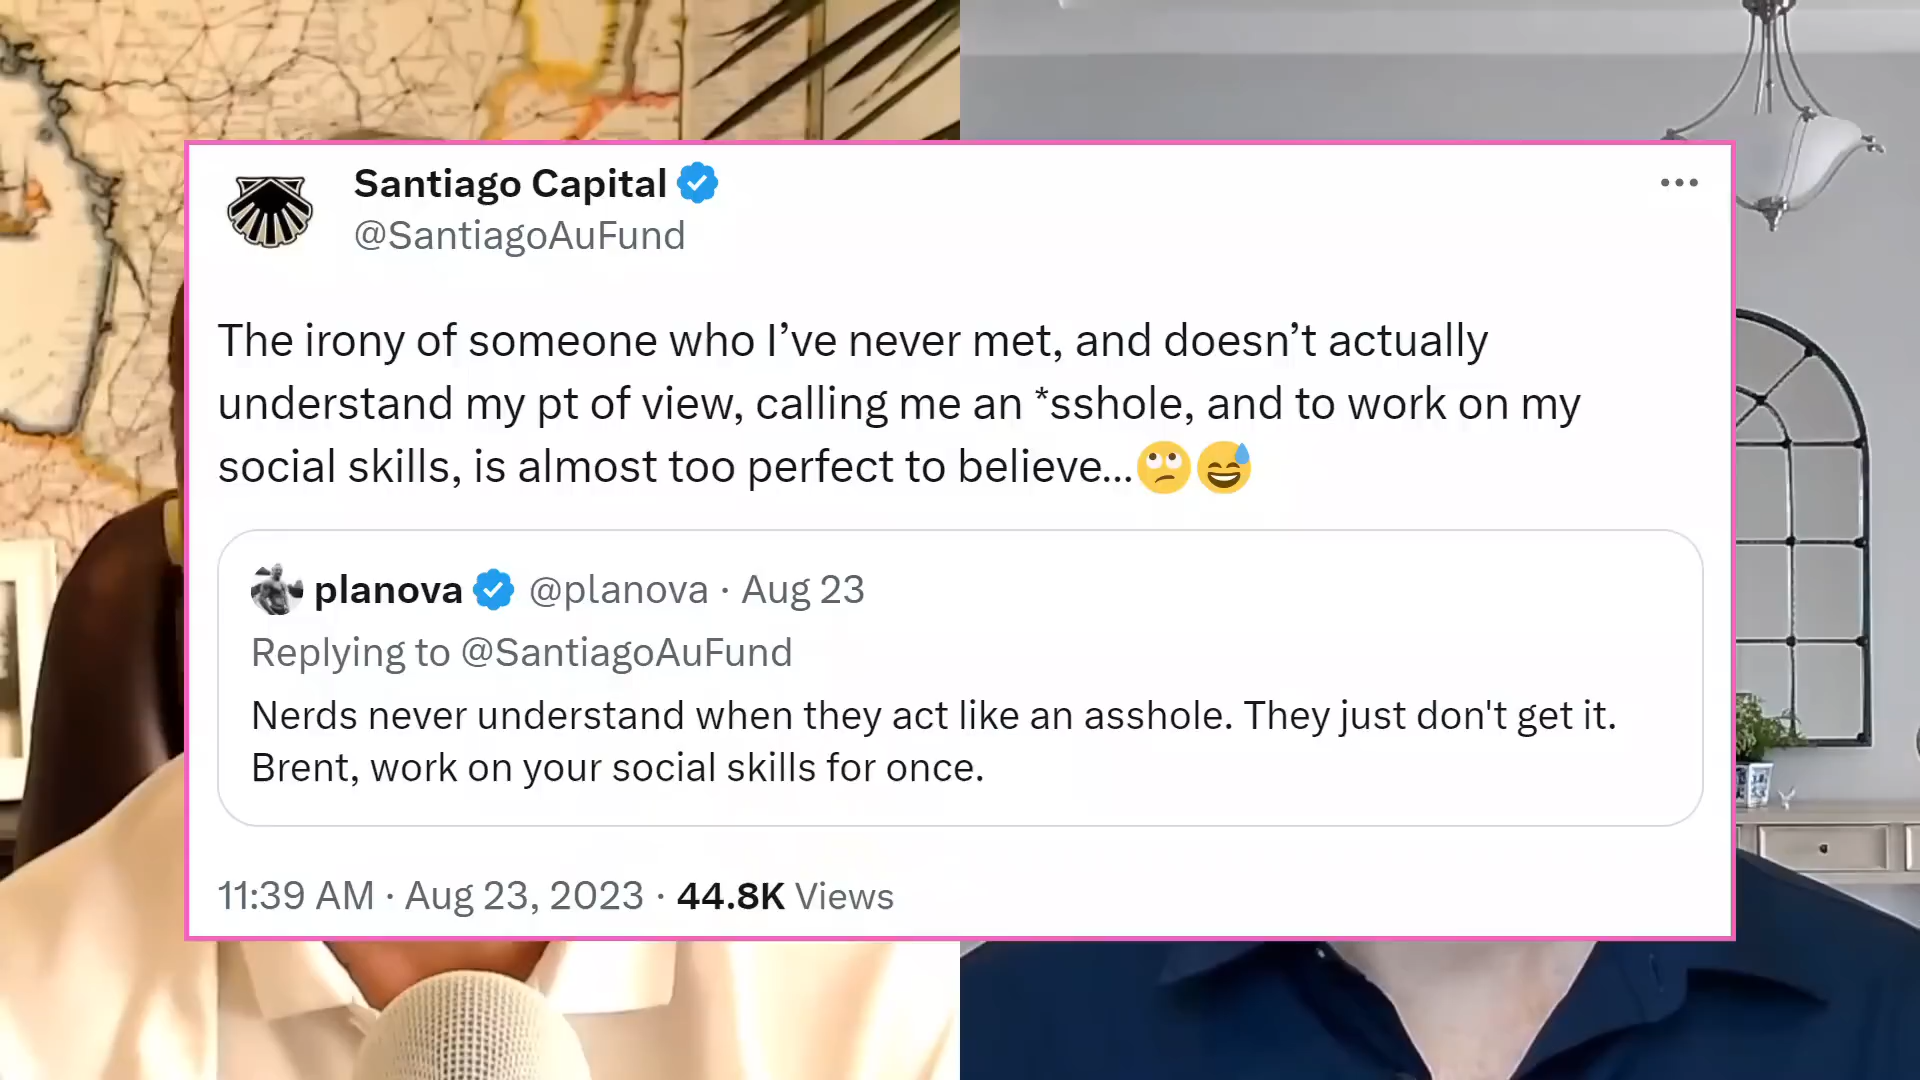 Santiago Capital
@SantiagoAuFund
The irony of someone who I’ve never met, and doesn’t actually
understand my pt of view, calling me an *sshole, and to work on my
social skills, is almost too perfect to believe...🙄😅
planova @planova · Aug 23
Replying to @SantiagoAuFund
Nerds never understand when they act like an asshole. They just don't get it.
Brent, work on your social skills for once.
11:39 AM · Aug 23, 2023 · 44.8K Views